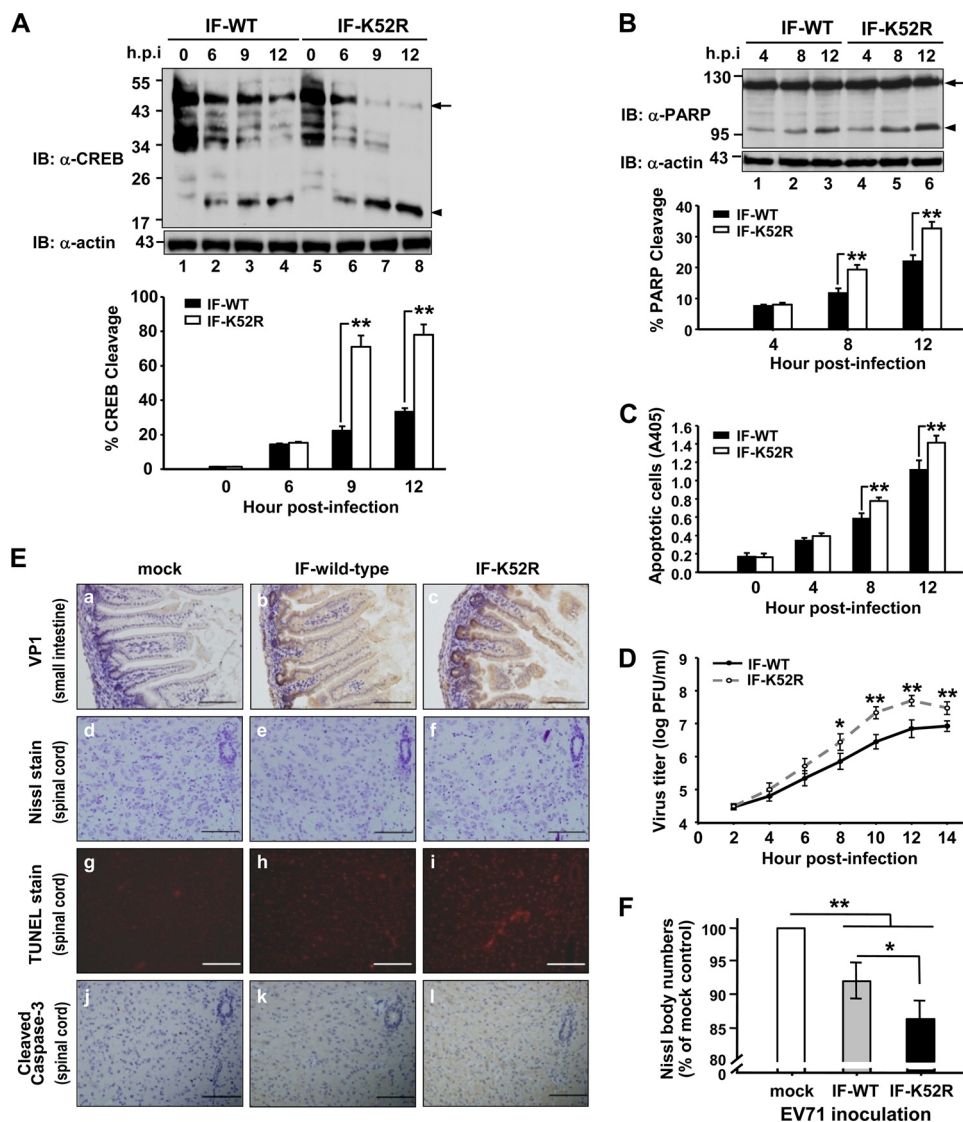 A
IF-WT IF-K52R
h.p.i 0 6 9 12 0 6 9 12
55
43
34
IB: α-CREB
26
17
IB: α-actin 43
1 2 3 4 5 6 7 8
100
80
60
40
20
0
% CREB Cleavage
IF-WT
IF-K52R
**
**
0 6 9 12
Hour post-infection
B
IF-WT IF-K52R
h.p.i 4 8 12 4 8 12
130
IB: α-PARP
95
IB: α-actin 43
1 2 3 4 5 6
40
30
20
10
0
% PARP Cleavage
IF-WT
IF-K52R
**
**
4 8 12
Hour post-infection
C
1.6
1.4
1.2
1.0
0.8
0.6
0.4
0.2
0.0
Apoptotic cells (A405)
IF-WT
IF-K52R
**
**
0 4 8 12
Hour post-infection
D
9
8
7
6
5
4
Virus titer (log PFU/ml)
IF-WT
IF-K52R
* ** ** **
0 2 4 6 8 10 12 14
Hour post-infection
E
mock IF-wild-type IF-K52R
VP1
(small intestine)
a b c
Nissl stain
(spinal cord)
d e f
TUNEL stain
(spinal cord)
g h i
Cleaved
Caspase-3
(spinal cord)
j k l
F
100
95
90
85
80
0
Nissl body numbers
(% of mock control)
**
*
mock IF-WT IF-K52R
EV71 inoculation